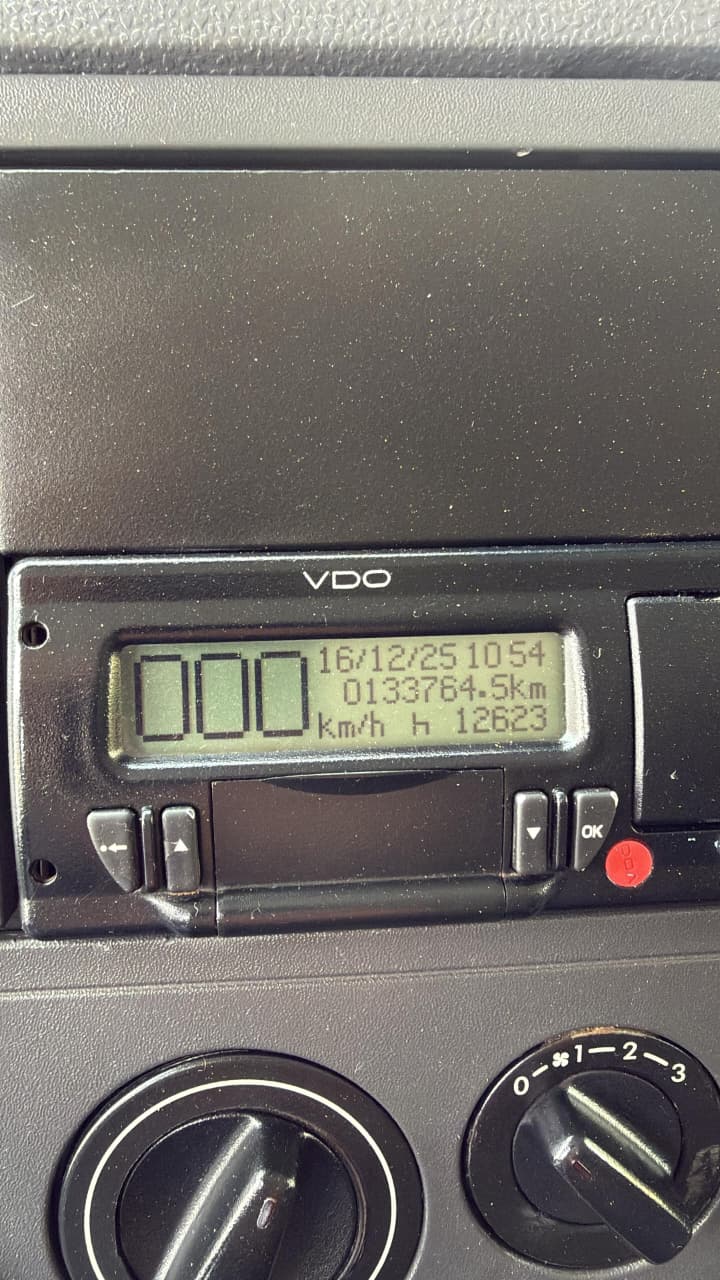 VDO
16/12/25 10 54
000
0133764.5km
km/h h 12623
OK
0 1 2 3